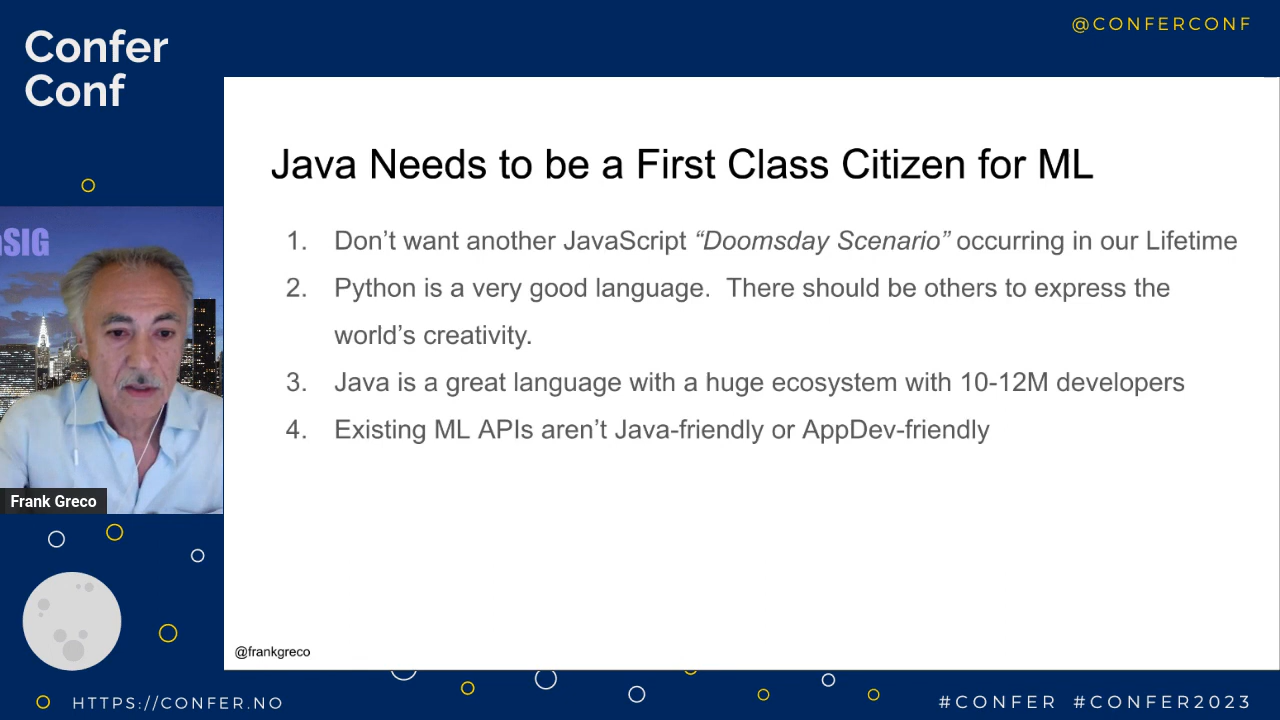 @CONFERCONF
Confer
Conf
Java Needs to be a First Class Citizen for ML
1. Don't want another JavaScript “Doomsday Scenario” occurring in our Lifetime
2. Python is a very good language. There should be others to express the
world's creativity.
3. Java is a great language with a huge ecosystem with 10-12M developers
4. Existing ML APIs aren't Java-friendly or AppDev-friendly
SIG
Frank Greco
@frankgreco
HTTPS://CONFER.NO
#CONFER #CONFER2023